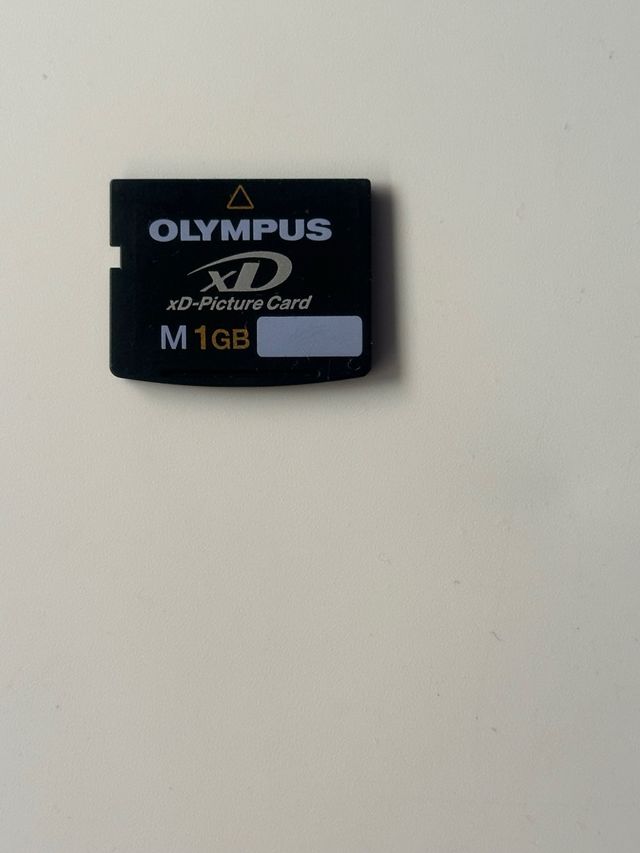 OLYMPUS
xD
xD-Picture Card
M 1GB